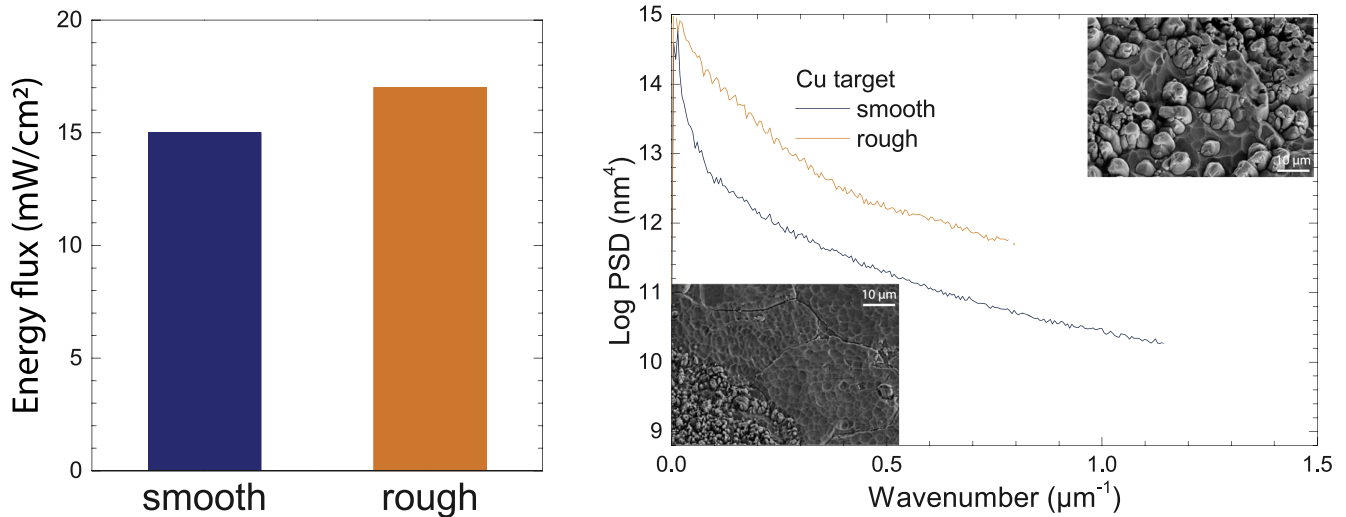 Energy flux (mW/cm²)
20
15
10
5
0
smooth
rough
Log PSD (nm⁴)
15
14
13
12
11
10
9
Cu target
smooth
rough
10 µm
10 µm
0.0
0.5
1.0
1.5
Wavenumber (µm⁻¹)